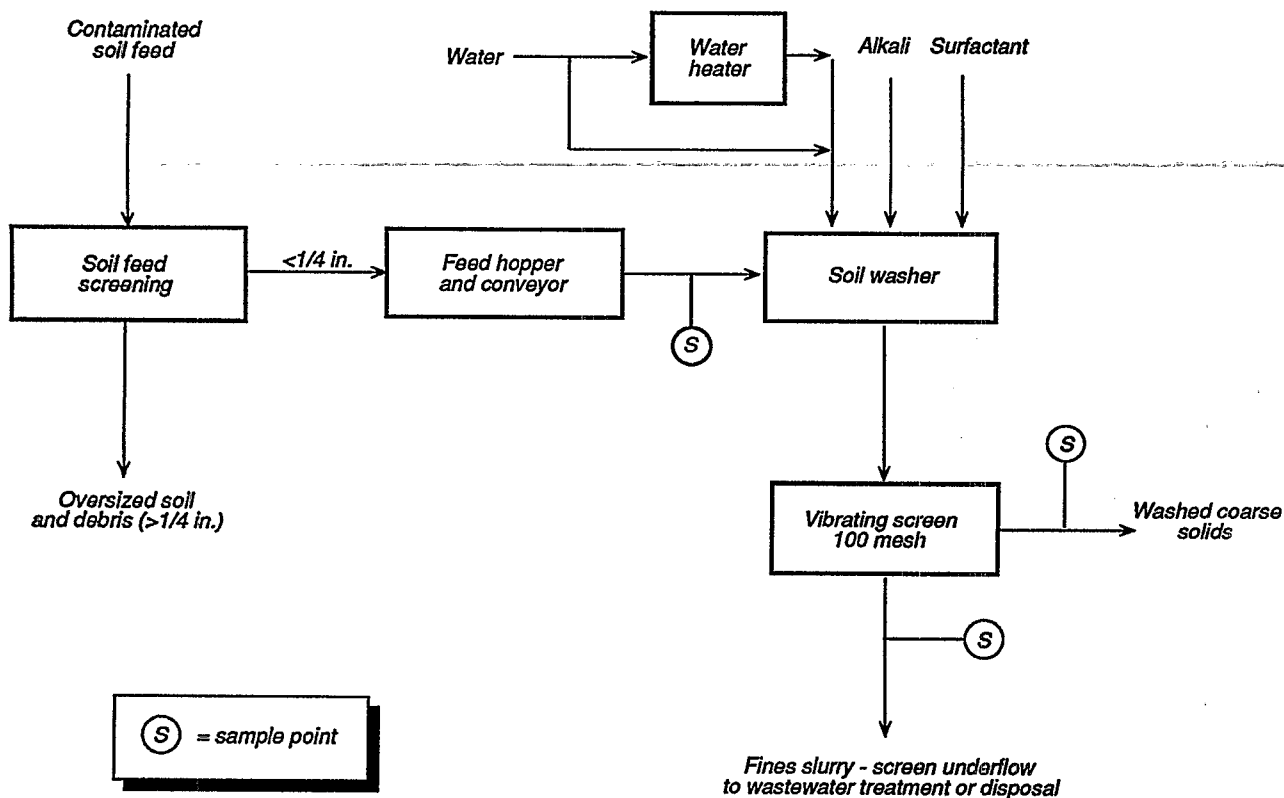 Contaminated
soil feed
Water
Water
heater
Alkali
Surfactant
Soil feed
screening
<1/4 in.
Feed hopper
and conveyor
S
Soil washer
Oversized soil
and debris (>1/4 in.)
S
Vibrating screen
100 mesh
Washed coarse
solids
S
S = sample point
Fines slurry - screen underflow
to wastewater treatment or disposal